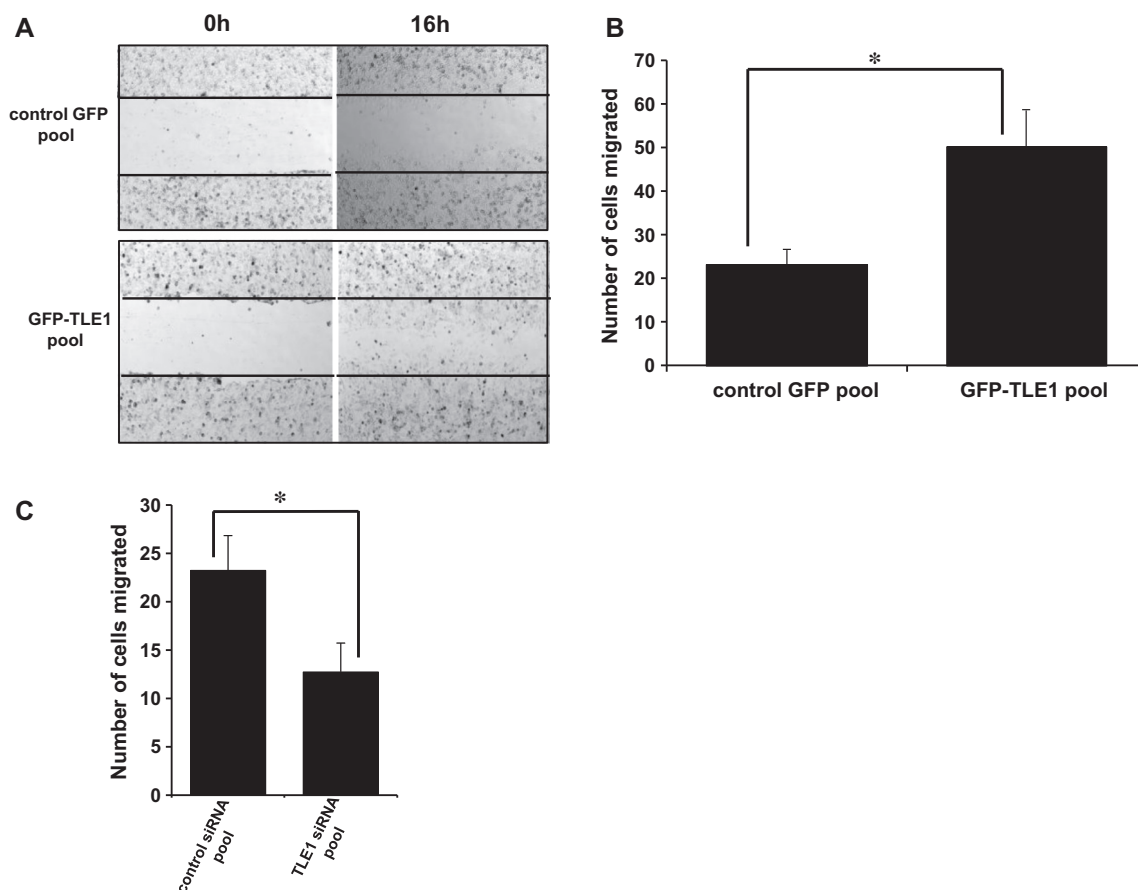 A
0h
16h
control GFP
pool
GFP-TLE1
pool
B
Number of cells migrated
70
60
50
40
30
20
10
0
*
control GFP pool
GFP-TLE1 pool
C
Number of cells migrated
30
25
20
15
10
5
0
*
control siRNA
pool
TLE1 siRNA
pool